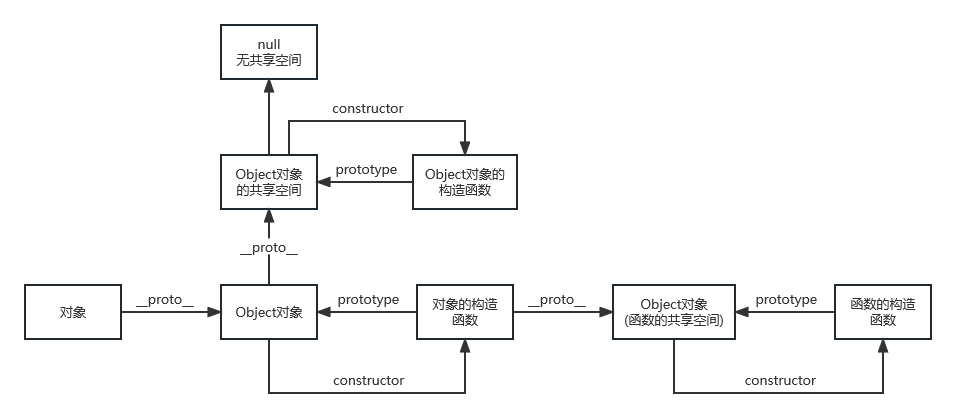 null
无共享空间
constructor
Object对象
的共享空间
prototype
Object对象的
构造函数
__proto__
对象
__proto__
Object对象
prototype
对象的构造
函数
__proto__
Object对象
(函数的共享空间)
prototype
函数的构造
函数
constructor
constructor